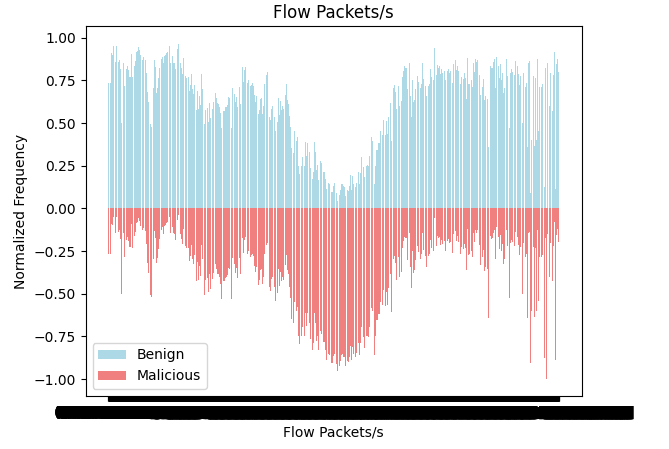 Flow Packets/s
1.00
0.75
0.50
0.25
0.00
−0.25
−0.50
−0.75
−1.00
Normalized Frequency
Benign
Malicious
Flow Packets/s